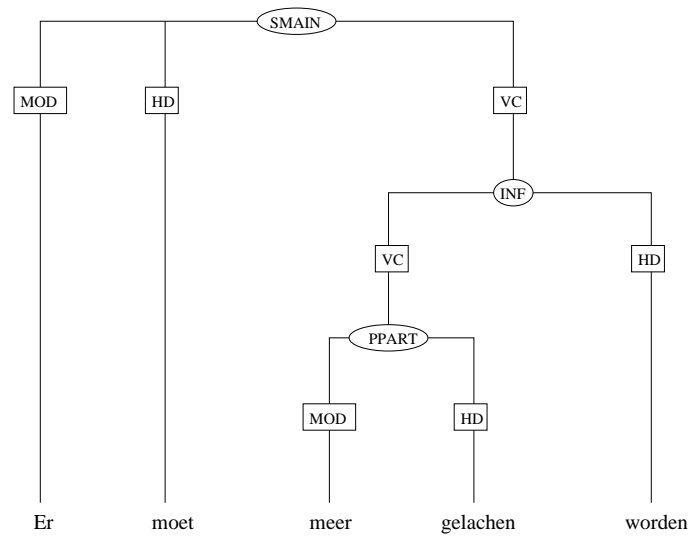 SMAIN
MOD HD VC
INF
VC HD
PPART
MOD HD
Er moet meer gelachen worden